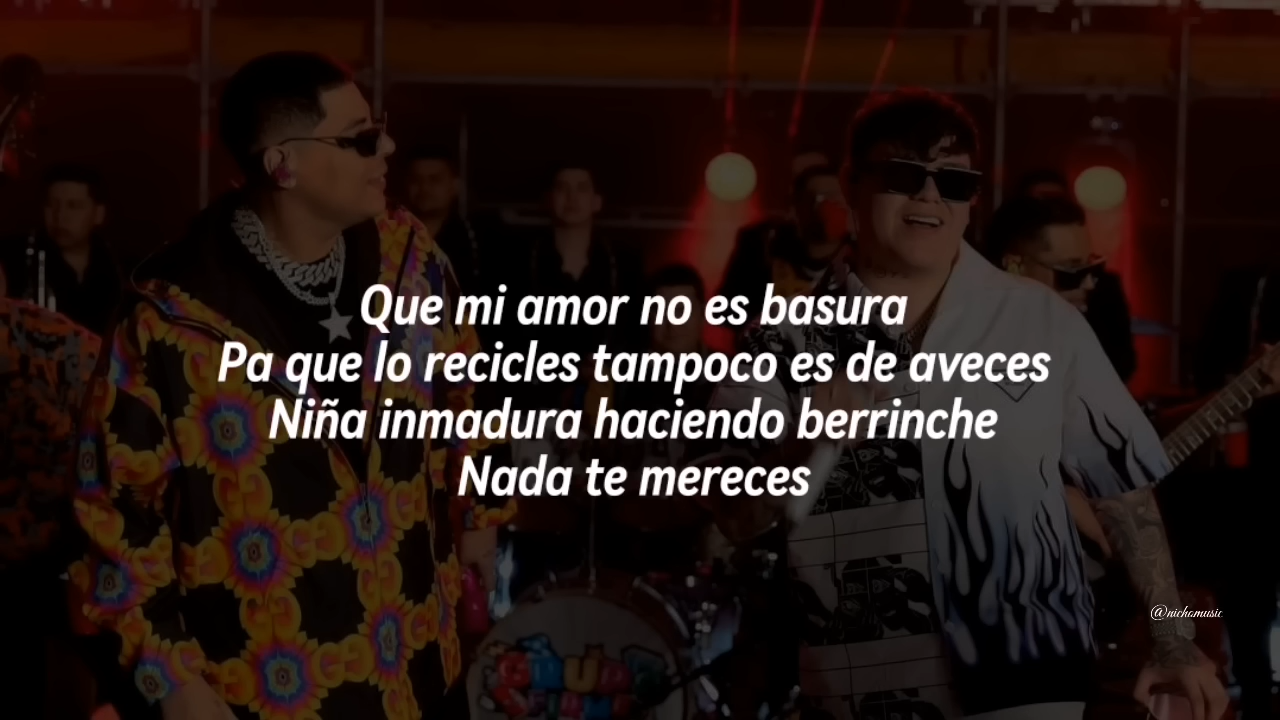 Que mi amor no es basura
Pa que lo recicles tampoco es de aveces
Niña inmadura haciendo berrinche
Nada te mereces
@nichomusic